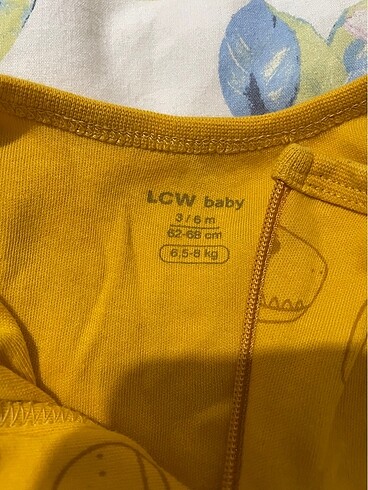 LCW baby
3 / 6 m
62-68 cm
6,5-8 kg